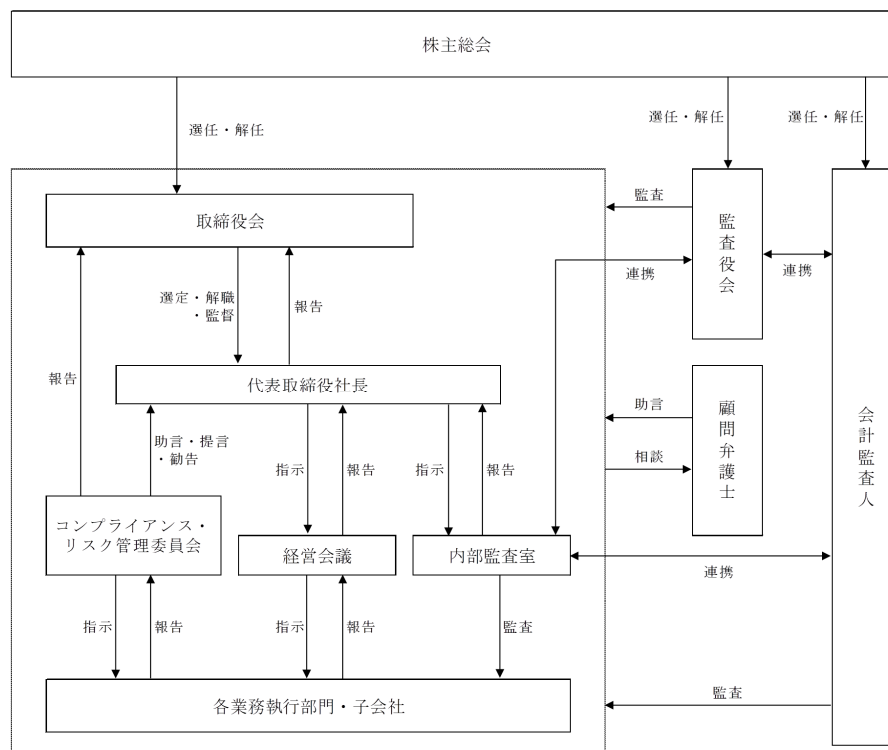 株主総会
選任・解任
選任・解任
選任・解任
取締役会
監査
監査役会
連携
連携
選定・解職
・監督
報告
報告
代表取締役社長
助言
顧問弁護士
相談
会計監査人
助言・提言
・勧告
指示
報告
指示
報告
コンプライアンス・
リスク管理委員会
経営会議
内部監査室
連携
指示
報告
指示
報告
監査
各業務執行部門・子会社
監査